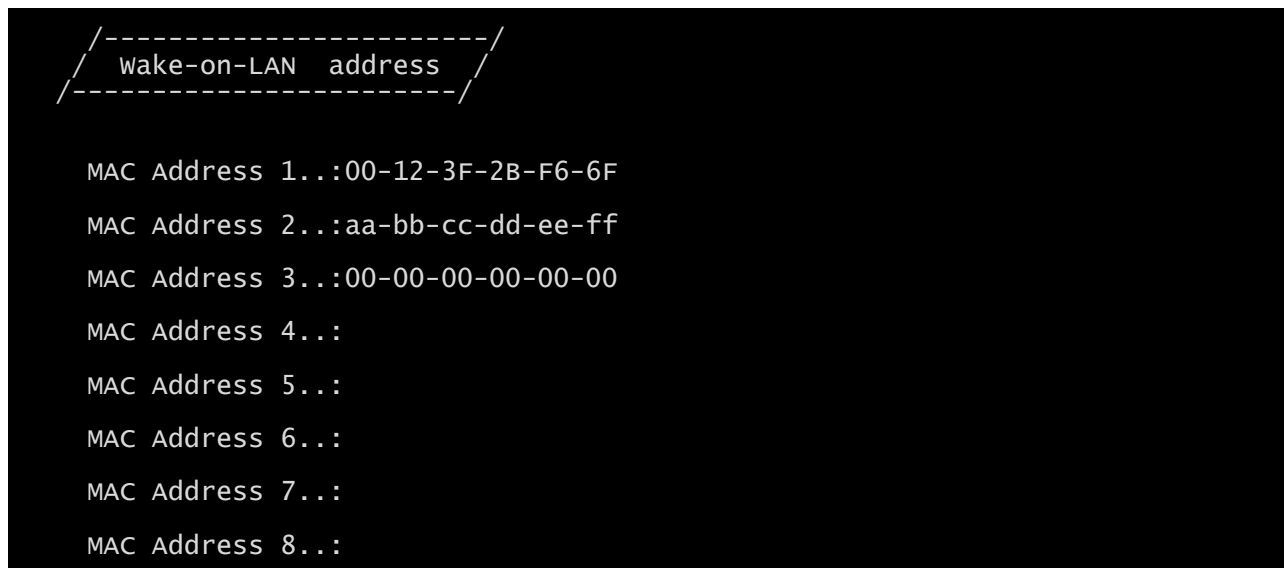 /------------------------/
/  Wake-on-LAN  address  /
/------------------------/
MAC Address 1..:00-12-3F-2B-F6-6F
MAC Address 2..:aa-bb-cc-dd-ee-ff
MAC Address 3..:00-00-00-00-00-00
MAC Address 4..:
MAC Address 5..:
MAC Address 6..:
MAC Address 7..:
MAC Address 8..: